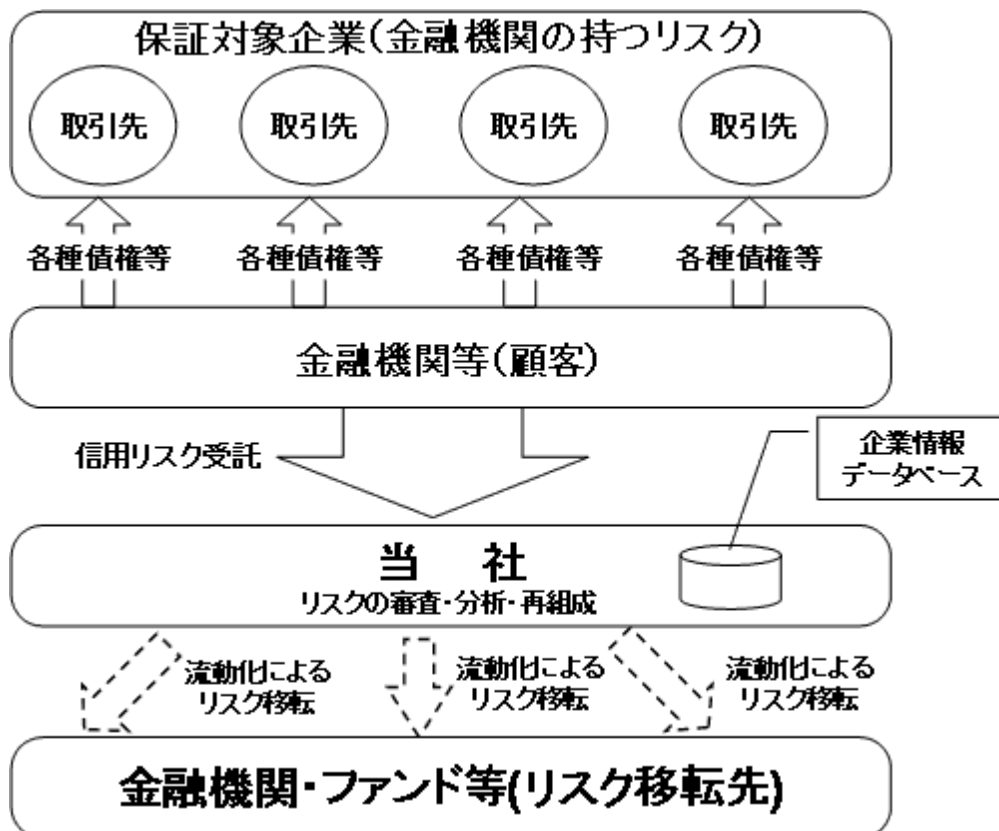 保証対象企業(金融機関の持つリスク)
取引先 取引先 取引先 取引先
各種債権等 各種債権等 各種債権等 各種債権等
金融機関等(顧客)
信用リスク受託
企業情報
データベース
当 社
リスクの審査・分析・再組成
流動化による
リスク移転
流動化による
リスク移転
流動化による
リスク移転
金融機関・ファンド等(リスク移転先)